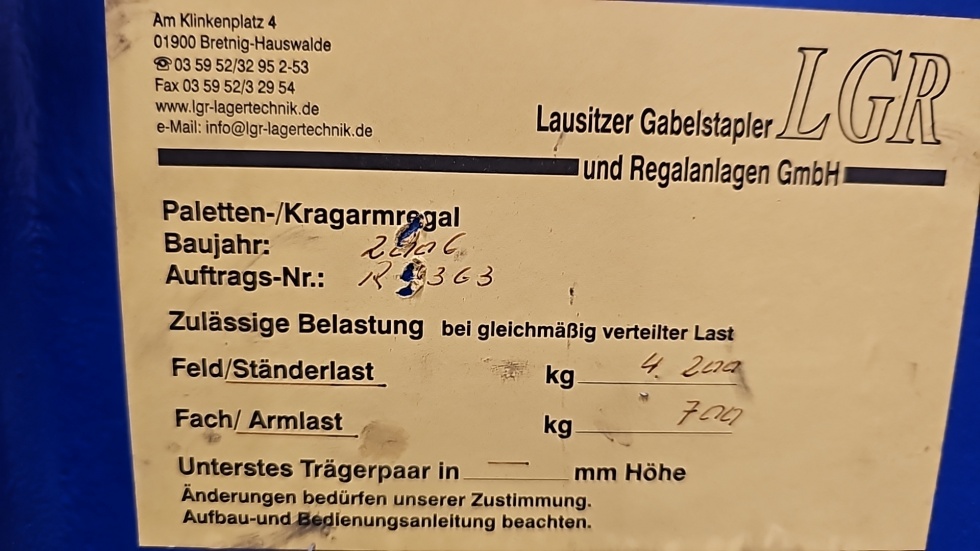 Am Klinkenplatz 4
01900 Bretnig-Hauswalde
☎ 03 59 52/32 95 2-53
Fax 03 59 52/3 29 54
www.lgr-lagertechnik.de
e-Mail: info@lgr-lagertechnik.de
LGR
Lausitzer Gabelstapler
und Regalanlagen GmbH
Paletten-/Kragarmregal
Baujahr: 2006
Auftrags-Nr.:
Zulässige Belastung bei gleichmäßig verteilter Last
Feld/Ständerlast kg 4.200
Fach/ Armlast kg 700
Unterstes Trägerpaar in — mm Höhe
Änderungen bedürfen unserer Zustimmung.
Aufbau-und Bedienungsanleitung beachten.